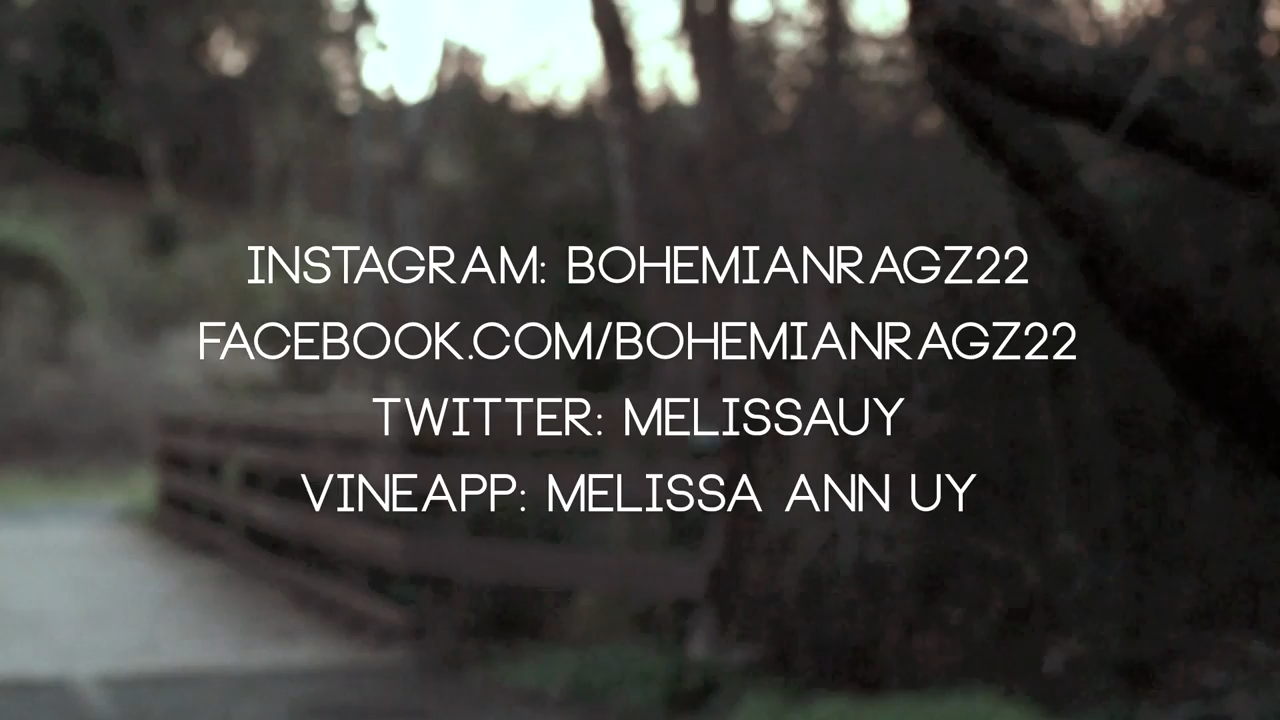 INSTAGRAM: BOHEMIANRAGZ22
FACEBOOK.COM/BOHEMIANRAGZ22
TWITTER: MELISSAUY
VINEAPP: MELISSA ANN UY